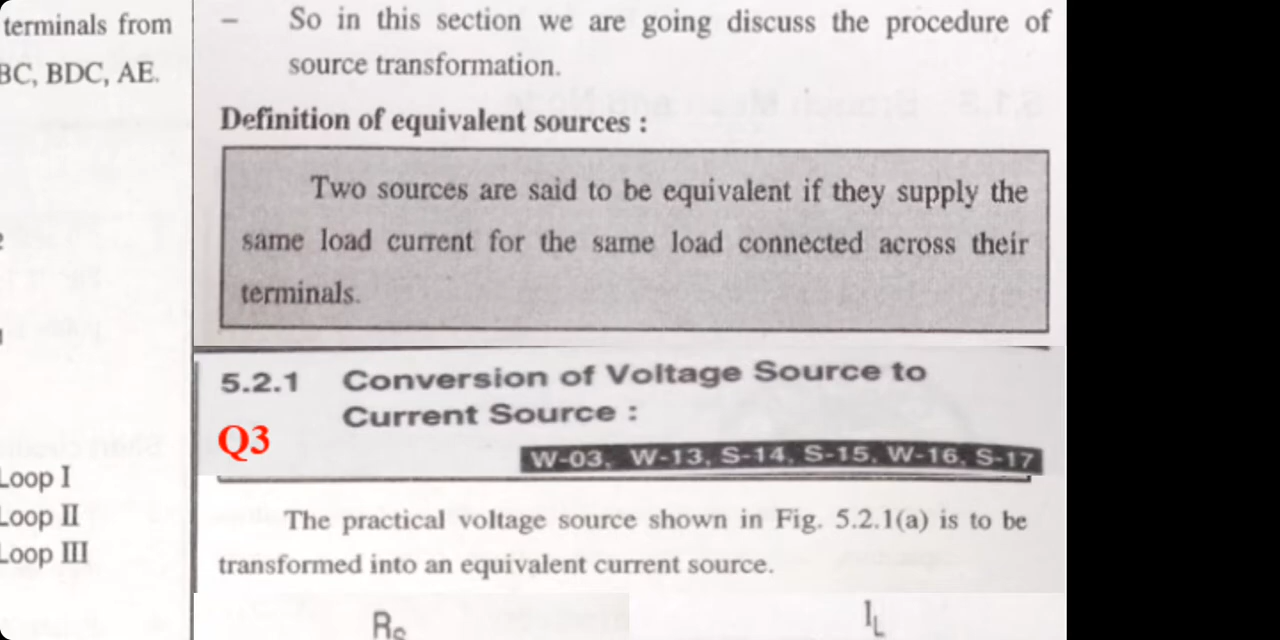 terminals from
BC, BDC, AE.
Loop I
Loop II
Loop III
– So in this section we are going discuss the procedure of
source transformation.
Definition of equivalent sources :
Two sources are said to be equivalent if they supply the
same load current for the same load connected across their
terminals.
5.2.1 Conversion of Voltage Source to
Current Source :
Q3
W-03, W-13, S-14, S-15, W-16, S-17
The practical voltage source shown in Fig. 5.2.1(a) is to be
transformed into an equivalent current source.
RS IL